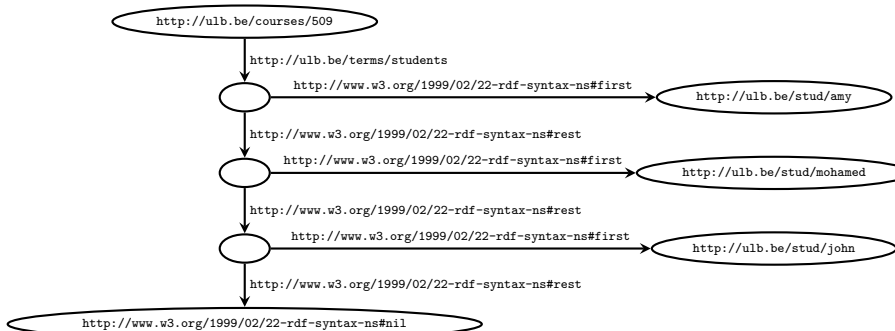 http://ulb.be/courses/509
http://ulb.be/terms/students
http://www.w3.org/1999/02/22-rdf-syntax-ns#first
http://ulb.be/stud/amy
http://www.w3.org/1999/02/22-rdf-syntax-ns#rest
http://www.w3.org/1999/02/22-rdf-syntax-ns#first
http://ulb.be/stud/mohamed
http://www.w3.org/1999/02/22-rdf-syntax-ns#rest
http://www.w3.org/1999/02/22-rdf-syntax-ns#first
http://ulb.be/stud/john
http://www.w3.org/1999/02/22-rdf-syntax-ns#rest
http://www.w3.org/1999/02/22-rdf-syntax-ns#nil